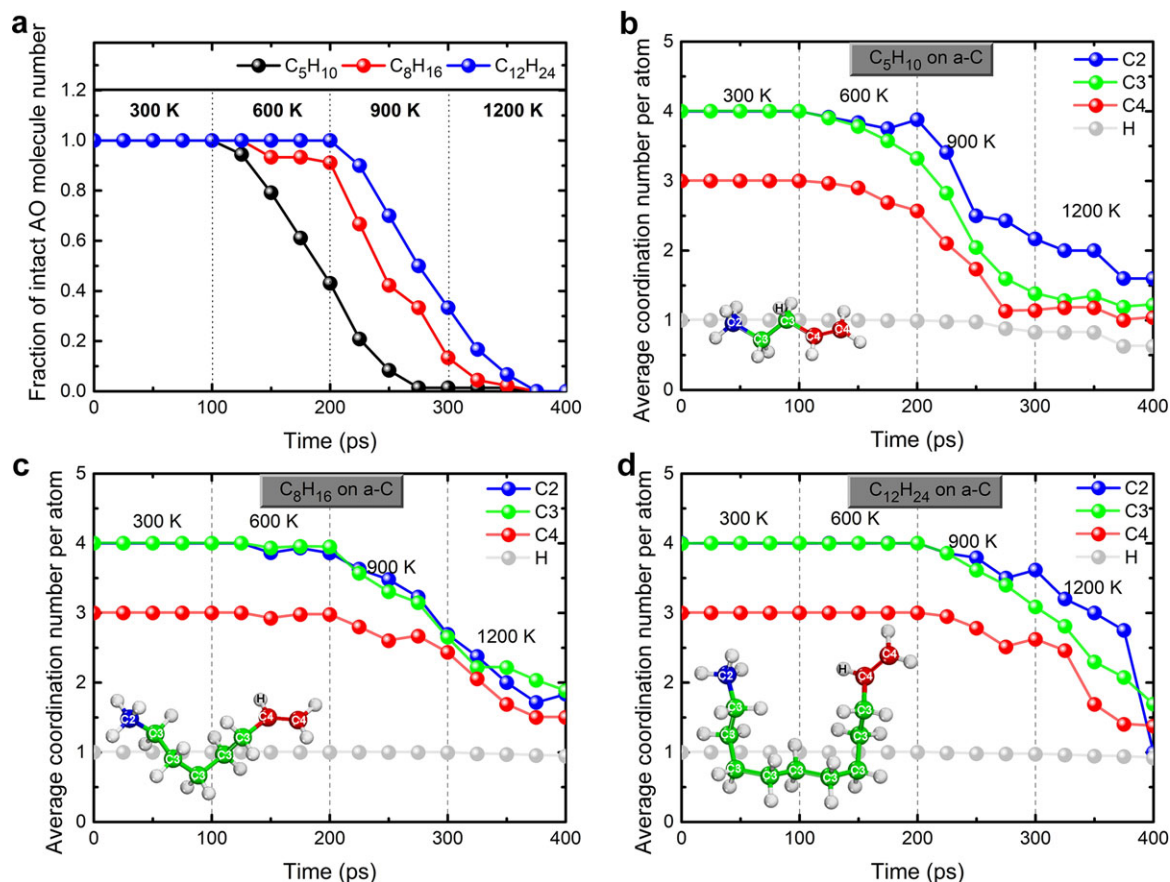 a
C5H10 C8H16 C12H24
300 K 600 K 900 K 1200 K
Fraction of intact AO molecule number
1.2
1.0
0.8
0.6
0.4
0.2
0.0
0 100 200 300 400
Time (ps)
b
C5H10 on a-C
C2
C3
C4
H
300 K 600 K
900 K
1200 K
Average coordination number per atom
5
4
3
2
1
0
C2 C3 H C3 C4 C4
0 100 200 300 400
Time (ps)
c
C8H16 on a-C
C2
C3
C4
H
300 K 600 K
900 K
1200 K
Average coordination number per atom
5
4
3
2
1
0
C2 C3 C3 C3 C3 C3 H C4 C4
0 100 200 300 400
Time (ps)
d
C12H24 on a-C
C2
C3
C4
H
300 K 600 K
900 K
1200 K
Average coordination number per atom
5
4
3
2
1
0
C2 C3 C3 C3 C3 C3 C3 C3 C3 C3 H C4 C4
0 100 200 300 400
Time (ps)